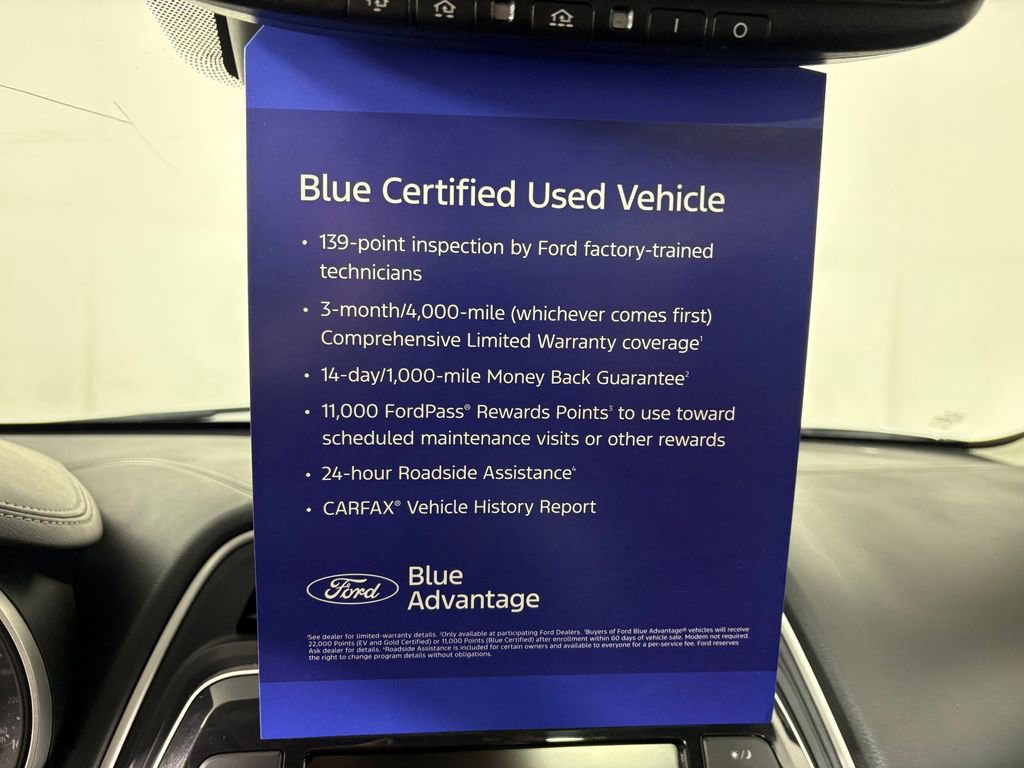 I O
Blue Certified Used Vehicle
• 139-point inspection by Ford factory-trained
technicians
• 3-month/4,000-mile (whichever comes first)
Comprehensive Limited Warranty coverage¹
• 14-day/1,000-mile Money Back Guarantee²
• 11,000 FordPass® Rewards Points³ to use toward
scheduled maintenance visits or other rewards
• 24-hour Roadside Assistance⁴
• CARFAX® Vehicle History Report
Ford
Blue
Advantage
¹See dealer for limited-warranty details. ²Only available at participating Ford Dealers. ³Buyers of Ford Blue Advantage® vehicles will receive
22,000 Points (EV and Gold Certified) or 11,000 Points (Blue Certified) after enrollment within 60 days of vehicle sale. Modem not required.
Ask dealer for details. ⁴Roadside Assistance is included for certain owners and available to everyone for a per-service fee. Ford reserves
the right to change program details without obligations.